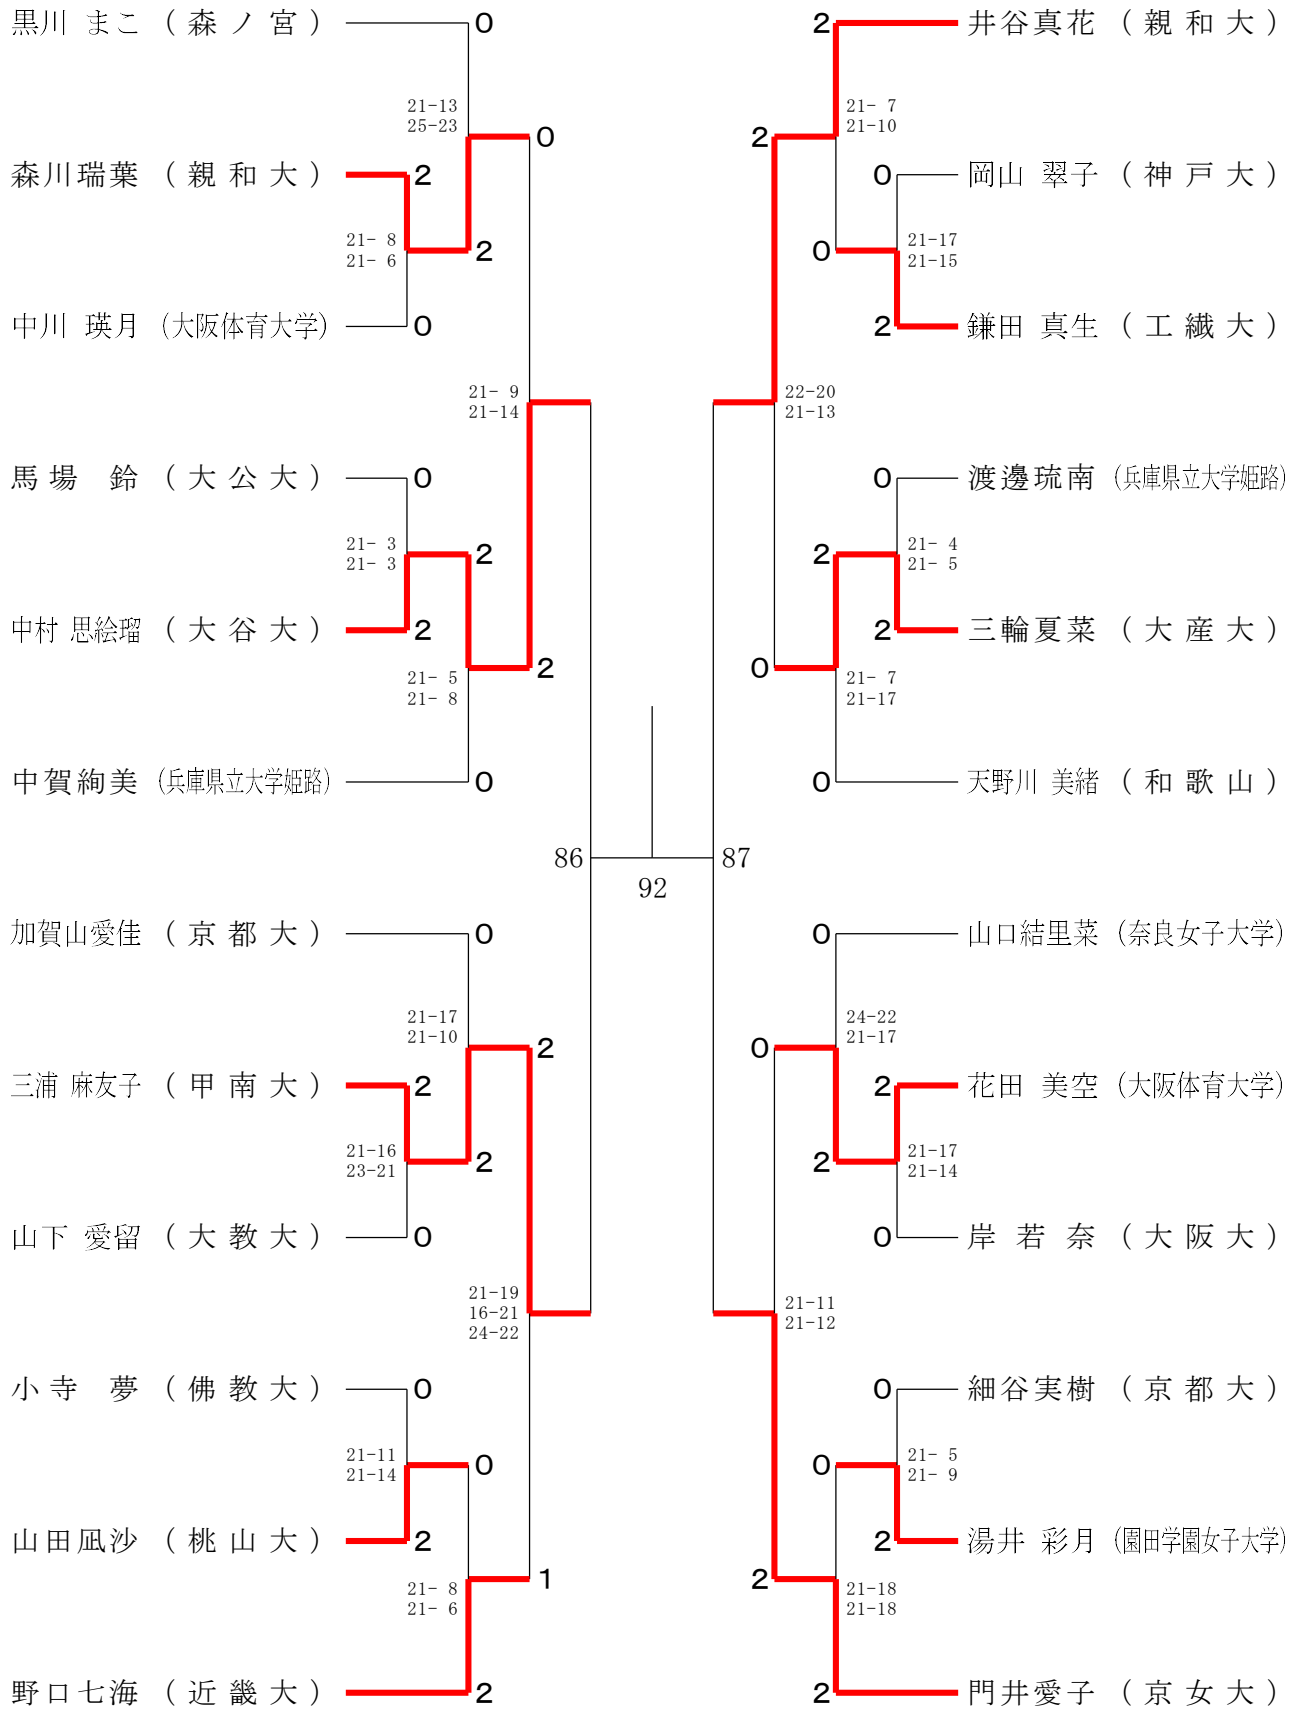 黒川 まこ (森ノ宮) 0
21-13
25-23
0
森川瑞葉 (親和大) 2
21- 8
21- 6
2
中川 瑛月 (大阪体育大学) 0
21- 9
21-14
馬場 鈴 (大公大) 0
21- 3
21- 3
2
中村 思絵瑠 (大谷大) 2
2
21- 5
21- 8
中賀絢美 (兵庫県立大学姫路) 0
86
加賀山愛佳 (京都大) 0
21-17
21-10
2
三浦 麻友子 (甲南大) 2
21-16
23-21
2
山下 愛留 (大教大) 0
21-19
16-21
24-22
小寺 夢 (佛教大) 0
21-11
21-14
0
山田凪沙 (桃山大) 2
21- 8
21- 6
1
野口七海 (近畿大) 2
92
2 井谷真花 (親和大)
21- 7
21-10
2
0 岡山 翠子 (神戸大)
0
21-17
21-15
2 鎌田 真生 (工繊大)
22-20
21-13
0 渡邊琉南 (兵庫県立大学姫路)
2
21- 4
21- 5
2 三輪夏菜 (大産大)
0
21- 7
21-17
0 天野川 美緒 (和歌山)
87
0 山口結里菜 (奈良女子大学)
24-22
21-17
0
2 花田 美空 (大阪体育大学)
2
21-17
21-14
0 岸 若奈 (大阪大)
21-11
21-12
0 細谷実樹 (京都大)
0
21- 5
21- 9
2 湯井 彩月 (園田学園女子大学)
2
21-18
21-18
2 門井愛子 (京女大)